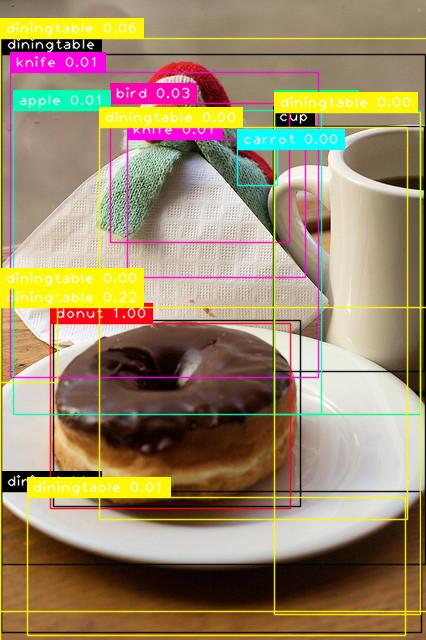 diningtable 0.06
diningtable
knife 0.01
bird 0.03
apple 0.01
diningtable 0.00
diningtable 0.00
cup
knife 0.01
carrot 0.00
diningtable 0.00
diningtable 0.22
donut 1.00
diningtable 0.01